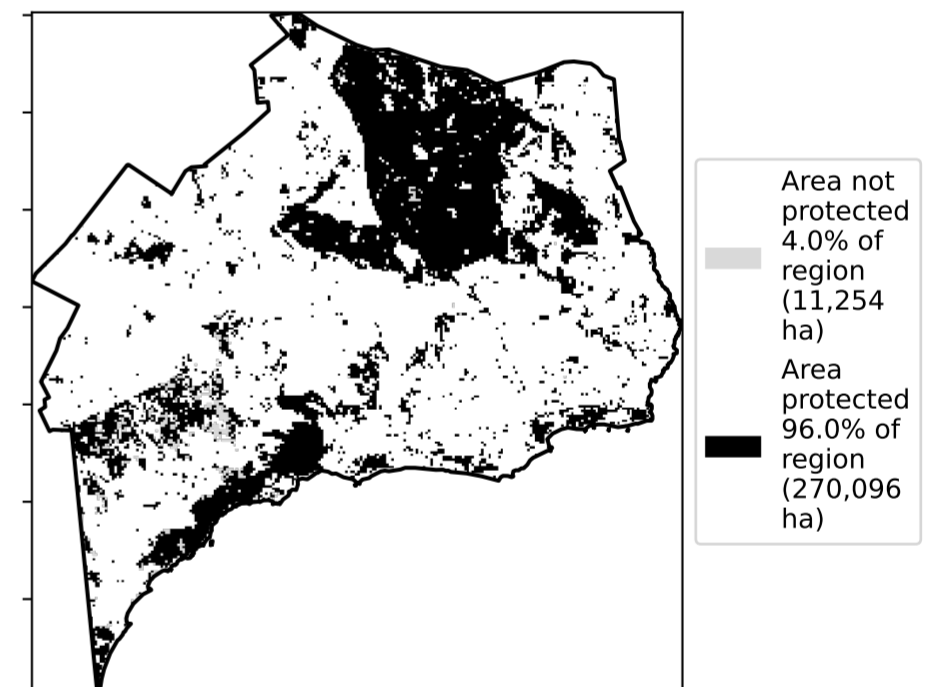 Area not
protected
4.0% of
region
(11,254
ha)
Area
protected
96.0% of
region
(270,096
ha)